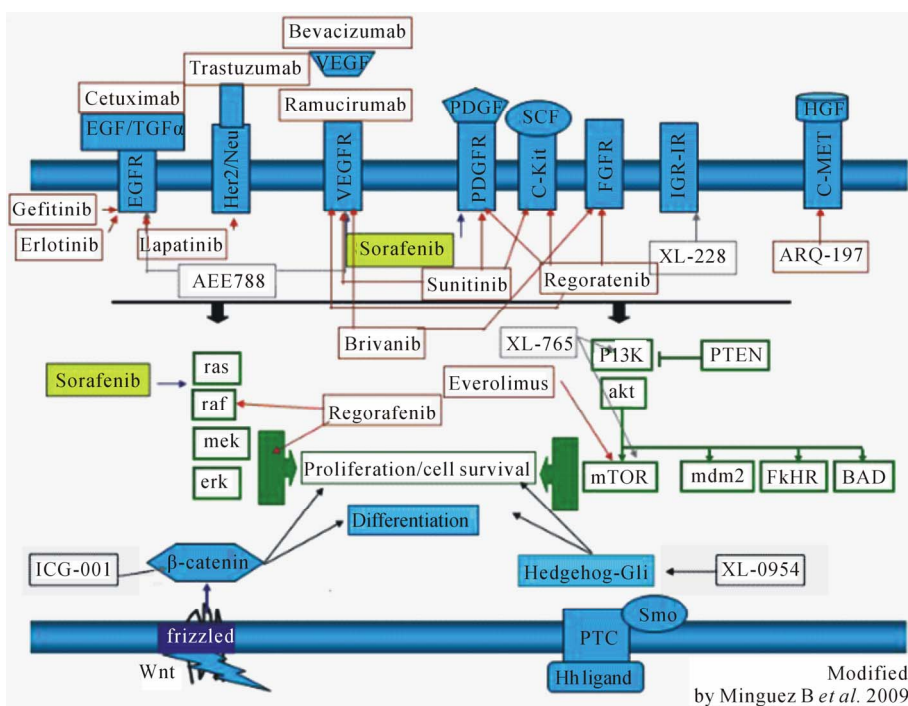 Bevacizumab
VEGF
Trastuzumab
Cetuximab
Ramucirumab
EGF/TGFα
PDGF
SCF
HGF
EGFR
Her2/Neu
VEGFR
PDGFR
C-Kit
FGFR
IGR-IR
C-MET
Gefitinib
Erlotinib
Lapatinib
Sorafenib
XL-228
ARQ-197
AEE788
Sunitinib
Regoratenib
Brivanib
XL-765
P13K
PTEN
ras
Sorafenib
Everolimus
akt
raf
Regorafenib
mek
Proliferation/cell survival
erk
mTOR
mdm2
FkHR
BAD
Differentiation
ICG-001
β-catenin
Hedgehog-Gli
XL-0954
frizzled
Smo
PTC
Wnt
Hh ligand
Modified
by Minguez B et al. 2009